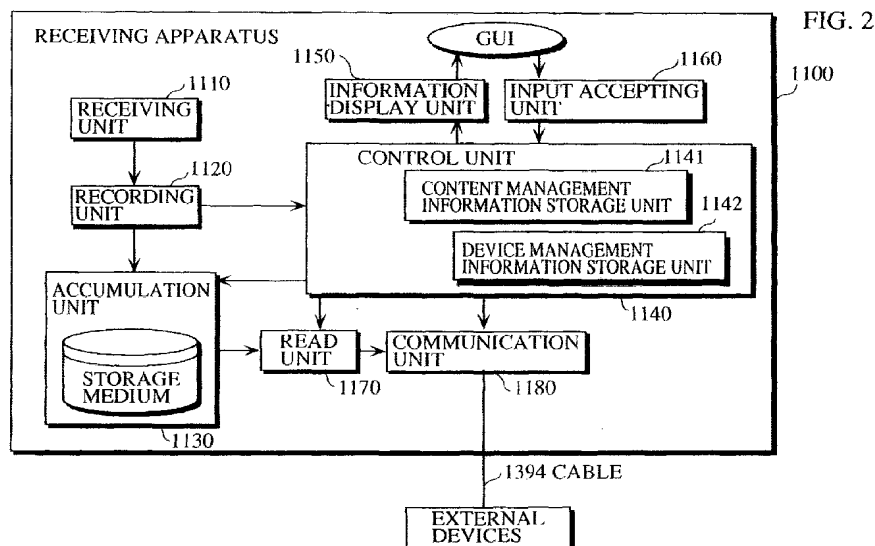 FIG. 2
RECEIVING APPARATUS
GUI
1150
1160
1100
1110
INFORMATION
DISPLAY UNIT
INPUT ACCEPTING
UNIT
RECEIVING
UNIT
CONTROL UNIT
1141
1120
CONTENT MANAGEMENT
INFORMATION STORAGE UNIT
RECORDING
UNIT
1142
DEVICE MANAGEMENT
INFORMATION STORAGE UNIT
ACCUMULATION
UNIT
1140
READ
UNIT
COMMUNICATION
UNIT
STORAGE
MEDIUM
1170
1180
1130
1394 CABLE
EXTERNAL
DEVICES